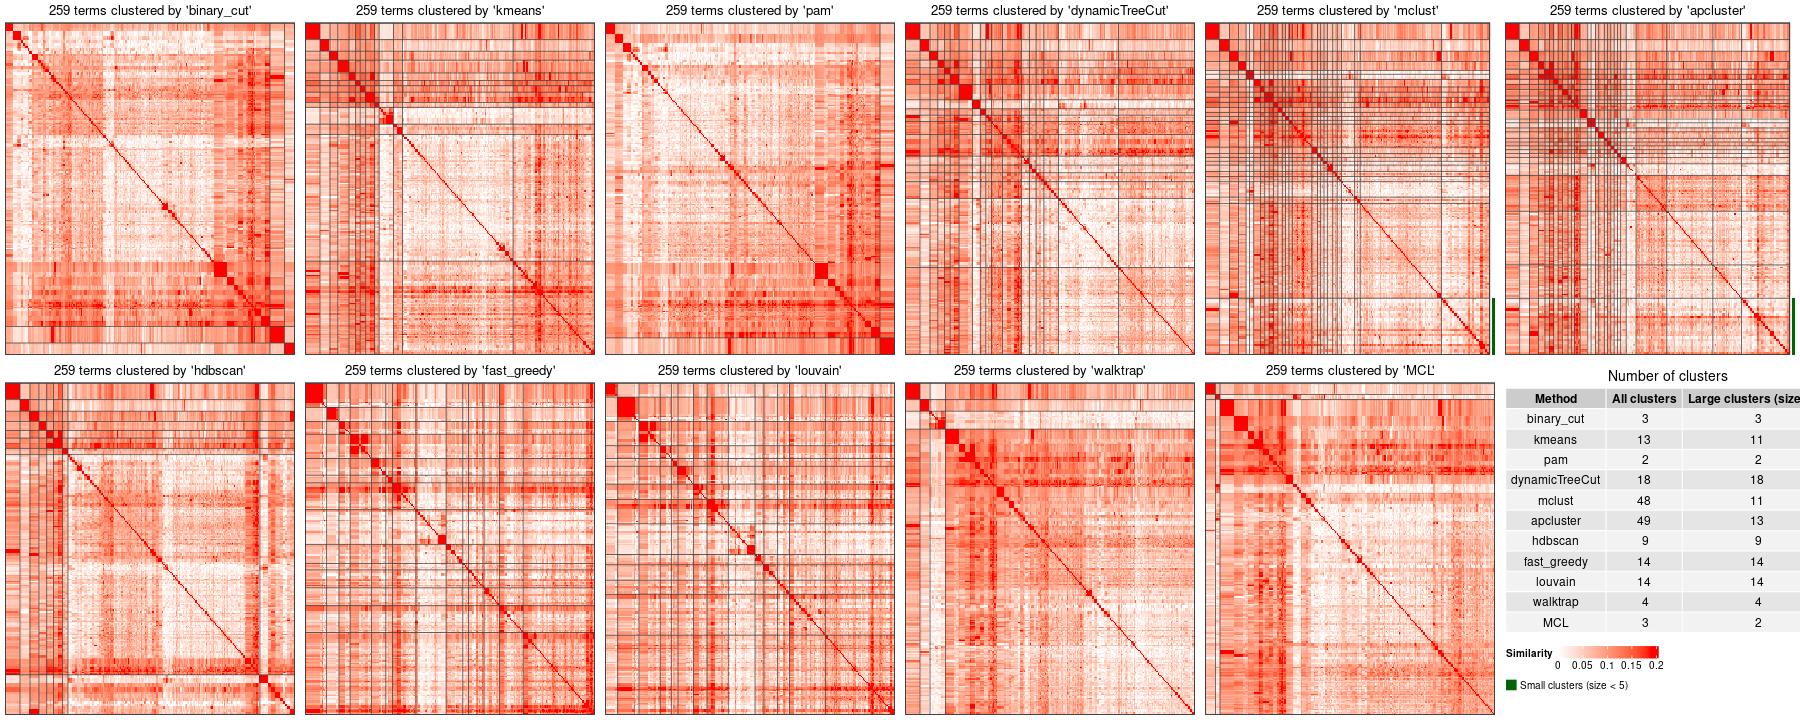 259 terms clustered by 'binary_cut'
259 terms clustered by 'kmeans'
259 terms clustered by 'pam'
259 terms clustered by 'dynamicTreeCut'
259 terms clustered by 'mclust'
259 terms clustered by 'apcluster'
259 terms clustered by 'hdbscan'
259 terms clustered by 'fast_greedy'
259 terms clustered by 'louvain'
259 terms clustered by 'walktrap'
259 terms clustered by 'MCL'
Number of clusters
Method All clusters Large clusters (size
binary_cut 3 3
kmeans 13 11
pam 2 2
dynamicTreeCut 18 18
mclust 48 11
apcluster 49 13
hdbscan 9 9
fast_greedy 14 14
louvain 14 14
walktrap 4 4
MCL 3 2
Similarity
0 0.05 0.1 0.15 0.2
Small clusters (size < 5)